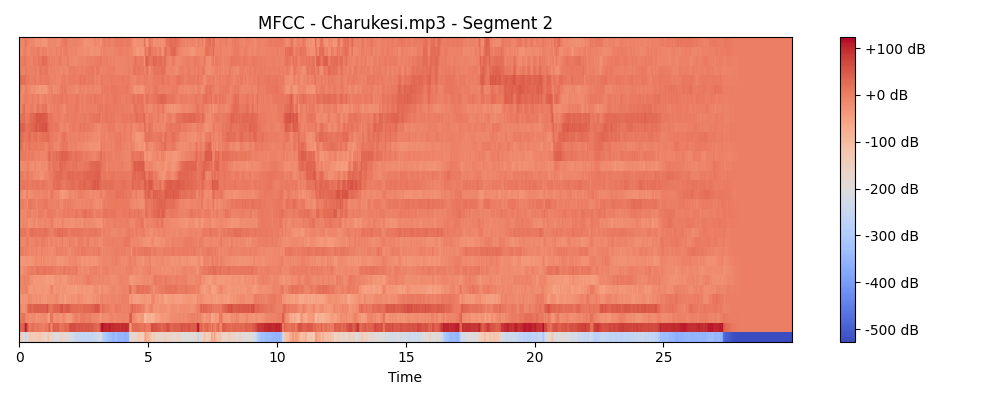 MFCC - Charukesi.mp3 - Segment 2
+100 dB
+0 dB
-100 dB
-200 dB
-300 dB
-400 dB
-500 dB
0 5 10 15 20 25
Time